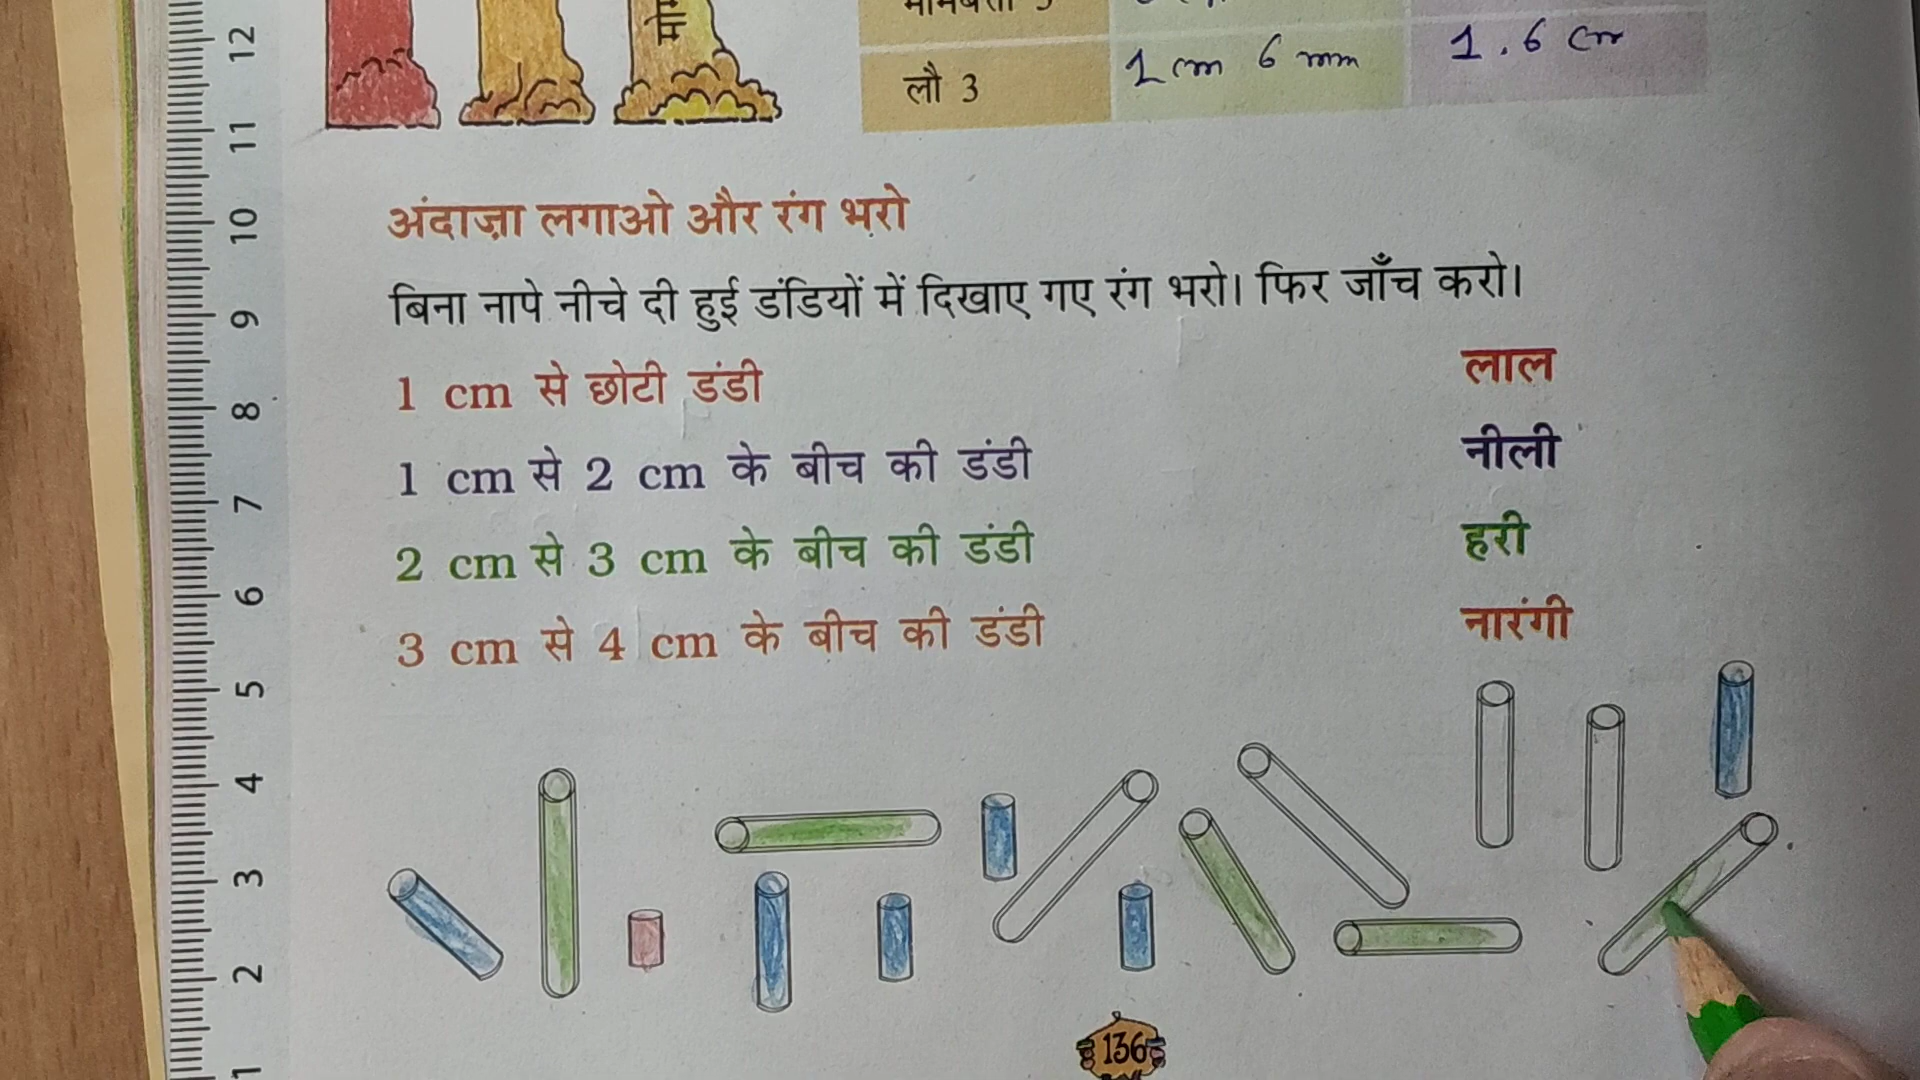 लौ 3 1 cm 6 mm 1.6 cm
अंदाज़ा लगाओ और रंग भरो
बिना नापे नीचे दी हुई डंडियों में दिखाए गए रंग भरो। फिर जाँच करो।
1 cm से छोटी डंडी लाल
1 cm से 2 cm के बीच की डंडी नीली
2 cm से 3 cm के बीच की डंडी हरी
3 cm से 4 cm के बीच की डंडी नारंगी
136
12
11
10
9
8
7
6
5
4
3
2
1